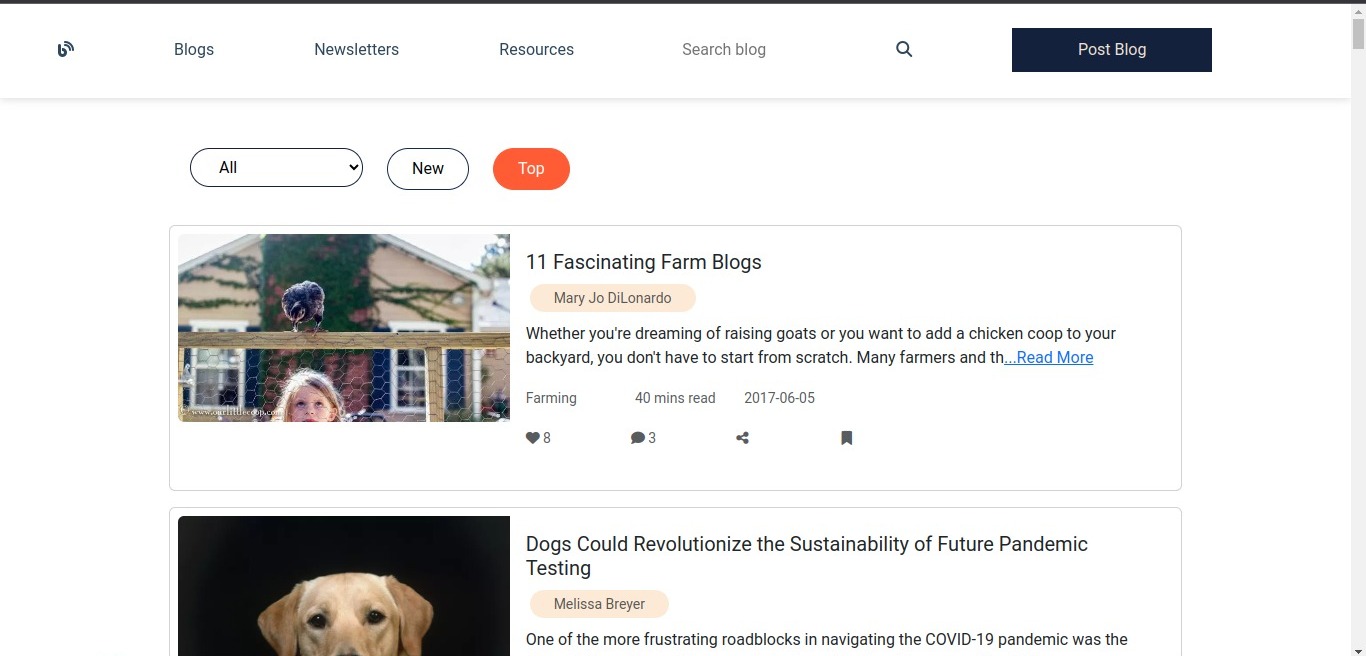 Blogs
Newsletters
Resources
Search blog
Post Blog
All
New
Top
11 Fascinating Farm Blogs
Mary Jo DiLonardo
Whether you're dreaming of raising goats or you want to add a chicken coop to your
backyard, you don't have to start from scratch. Many farmers and th...Read More
Farming
40 mins read
2017-06-05
8
3
www.ourlittlecoop.com
Dogs Could Revolutionize the Sustainability of Future Pandemic
Testing
Melissa Breyer
One of the more frustrating roadblocks in navigating the COVID-19 pandemic was the